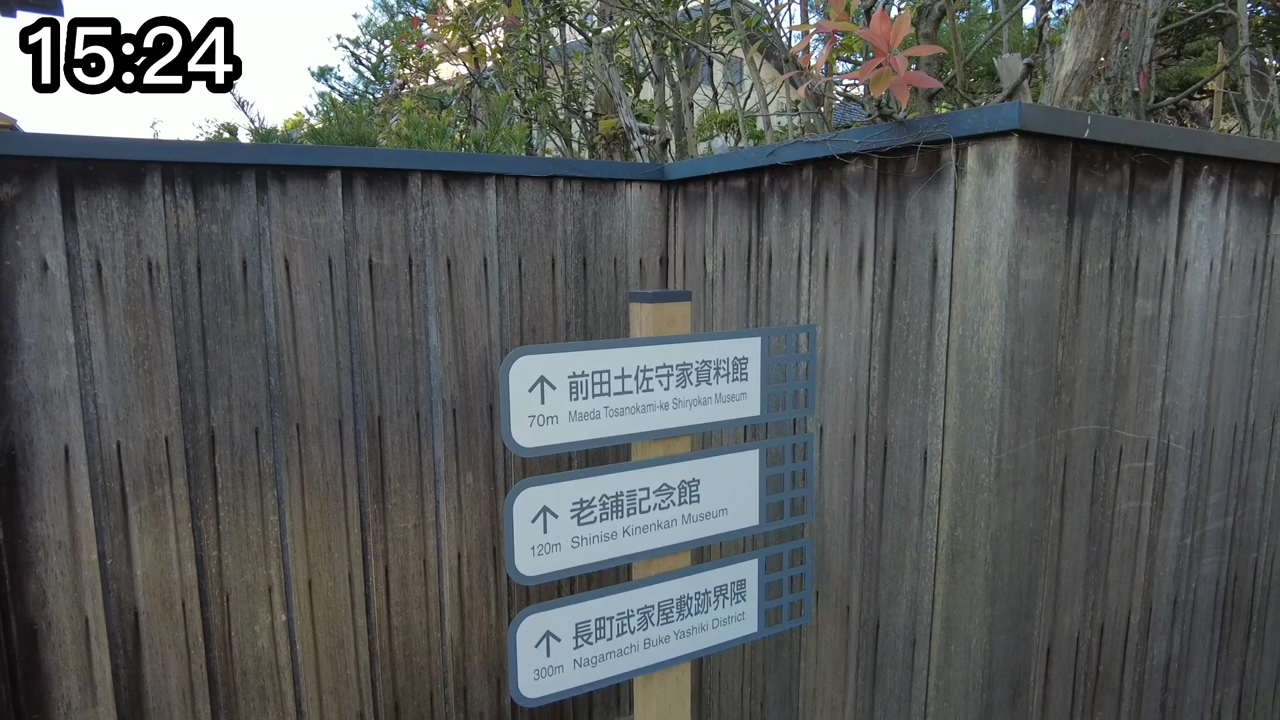 15:24
↑ 前田土佐守家資料館
70m Maeda Tosanokami-ke Shiryokan Museum
↑ 老舗記念館
120m Shinise Kinenkan Museum
↑ 長町武家屋敷跡界隈
300m Nagamachi Buke Yashiki District